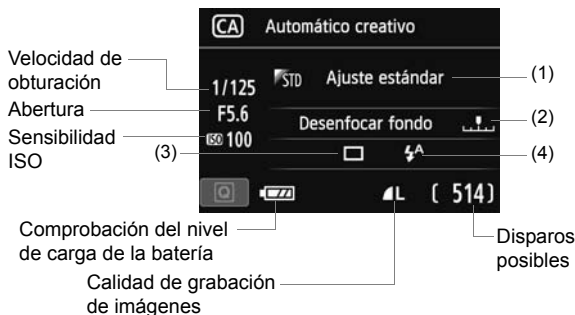 CA Automático creativo
Velocidad de
obturación
1/125
STD Ajuste estándar
(1)
Abertura
F5.6
Desenfocar fondo
(2)
Sensibilidad
ISO
ISO 100
(3)
A
(4)
Q
L
[ 514]
Comprobación del nivel
de carga de la batería
Disparos
posibles
Calidad de grabación
de imágenes